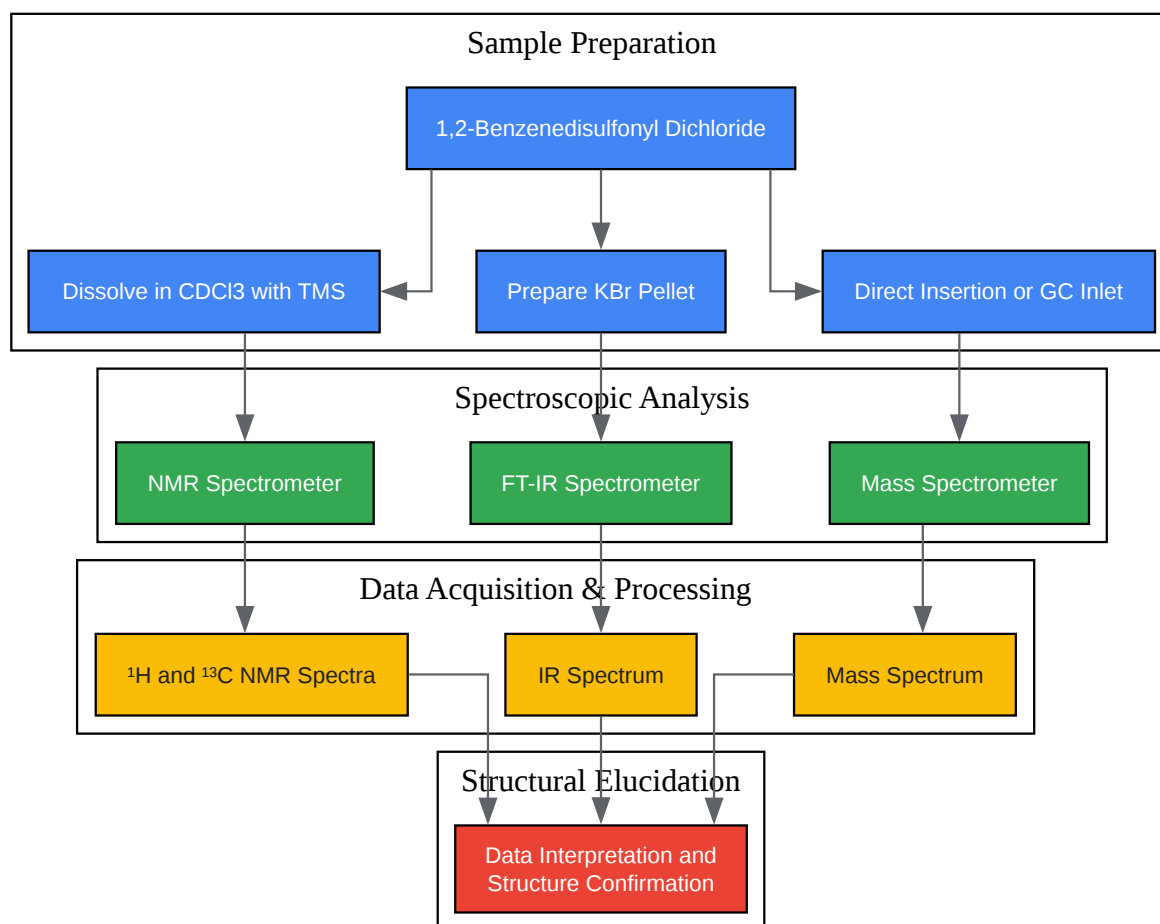 Sample Preparation
1,2-Benzenedisulfonyl Dichloride
Dissolve in CDCl3 with TMS
Prepare KBr Pellet
Direct Insertion or GC Inlet
Spectroscopic Analysis
NMR Spectrometer
FT-IR Spectrometer
Mass Spectrometer
Data Acquisition & Processing
¹H and ¹³C NMR Spectra
IR Spectrum
Mass Spectrum
Structural Elucidation
Data Interpretation and
Structure Confirmation